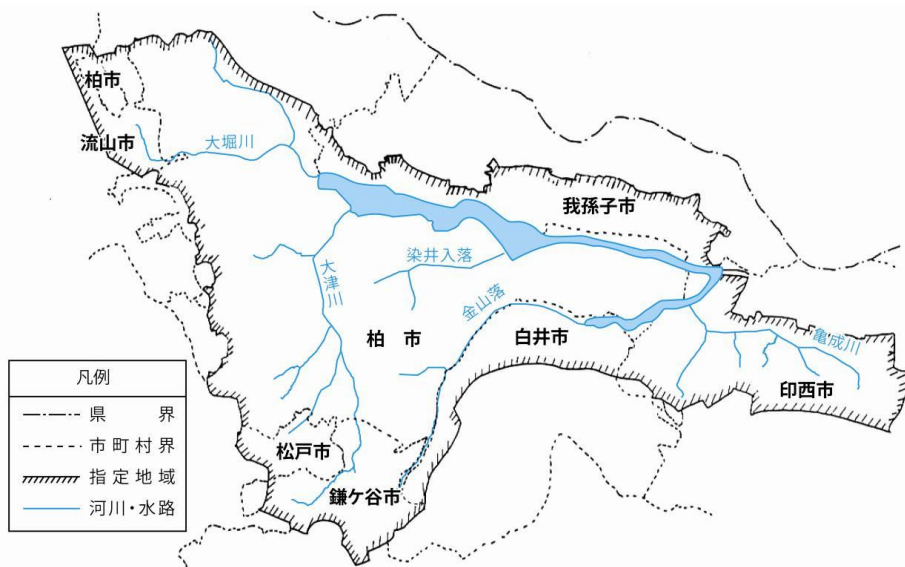 柏市
流山市
大堀川
我孫子市
染井入落
大津川
金山落
柏 市
白井市
亀成川
印西市
松戸市
鎌ケ谷市
凡例
県 界
市町村界
指定地域
河川・水路